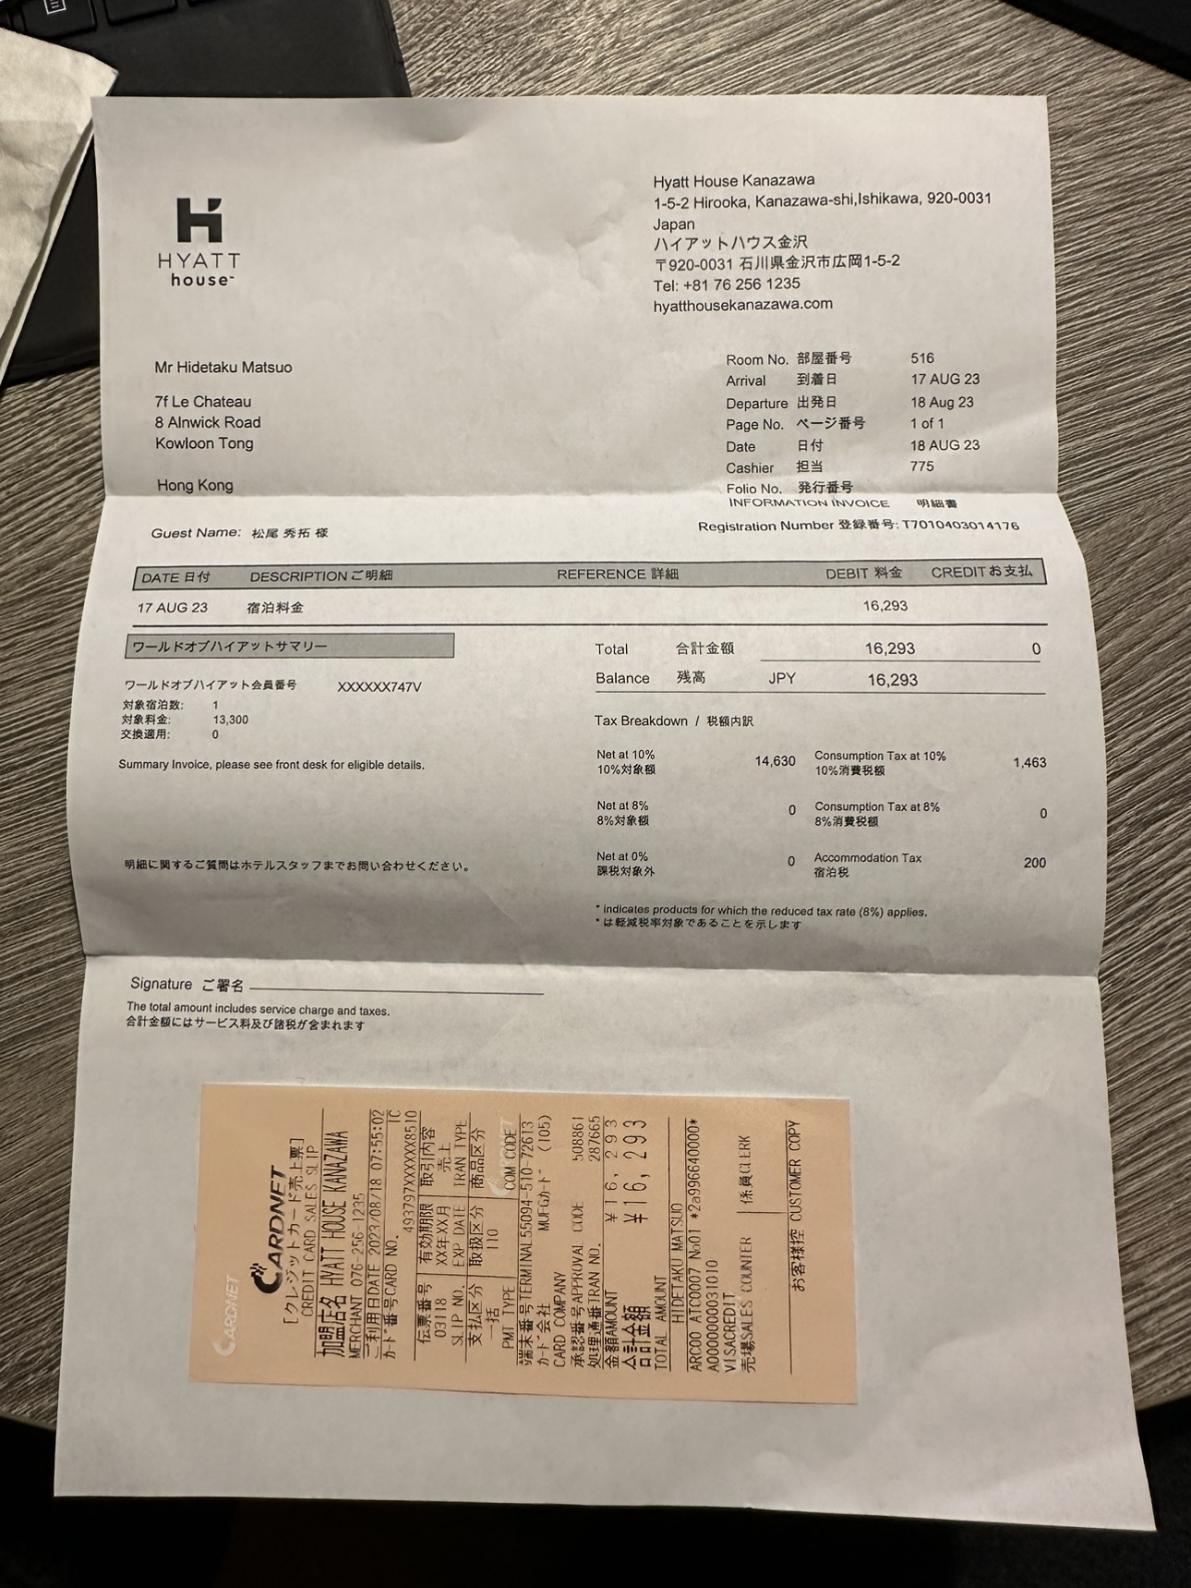 HYATT
house
Hyatt House Kanazawa
1-5-2 Hirooka, Kanazawa-shi,Ishikawa, 920-0031
Japan
ハイアットハウス金沢
〒920-0031 石川県金沢市広岡1-5-2
Tel: +81 76 256 1235
hyatthousekanazawa.com
Mr Hidetaku Matsuo
7f Le Chateau
8 Alnwick Road
Kowloon Tong
Hong Kong
Room No. 部屋番号 516
Arrival 到着日 17 AUG 23
Departure 出発日 18 Aug 23
Page No. ページ番号 1 of 1
Date 日付 18 AUG 23
Cashier 担当 775
Folio No. 発行番号
INFORMATION INVOICE 明細書
Guest Name: 松尾 秀拓 様
Registration Number 登録番号: T7010403014176
DATE 日付 DESCRIPTION ご明細 REFERENCE 詳細 DEBIT 料金 CREDIT お支払
17 AUG 23 宿泊料金 16,293
Total 合計金額 16,293 0
Balance 残高 JPY 16,293
ワールドオブハイアットサマリー
ワールドオブハイアット会員番号 XXXXXX747V
対象宿泊数: 1
対象料金: 13,300
交換適用: 0
Summary Invoice, please see front desk for eligible details.
明細に関するご質問はホテルスタッフまでお問い合わせください。
Tax Breakdown / 税額内訳
Net at 10% 14,630 Consumption Tax at 10% 1,463
10%対象額 10%消費税額
Net at 8% 0 Consumption Tax at 8% 0
8%対象額 8%消費税額
Net at 0% 0 Accommodation Tax 200
課税対象外 宿泊税
* indicates products for which the reduced tax rate (8%) applies.
* は軽減税率対象であることを示します
Signature ご署名
The total amount includes service charge and taxes.
合計金額にはサービス料及び諸税が含まれます
CARDNET
CARDNET
[クレジットカード売上票]
CREDIT CARD SALES SLIP
加盟店名 HYATT HOUSE KANAZAWA
MERCHANT 076-256-1235
ご利用日DATE 2023/08/18 07:55:02
カード番号CARD NO. IC
493797XXXXXX8510
伝票番号 有効期限 取引内容
03118 XX年XX月 売上
SLIP NO. EXP DATE TRAN TYPE
支払区分 取扱区分 商品区分
一括 110
PMT TYPE COM CODE
端末番号TERMINAL55094-510-72613
カード会社 MUFGカード (105)
CARD COMPANY
承認番号APPROVAL CODE 508861
処理通番TRAN NO. 287665
金額AMOUNT ¥16,293
合計金額 ¥16,293
TOTAL AMOUNT
HIDETAKU MATSUO
ARC00 ATC0007 No01 *2a996640000*
A0000000031010
VISACREDIT
売場SALES COUNTER 係員CLERK
お客様控 CUSTOMER COPY